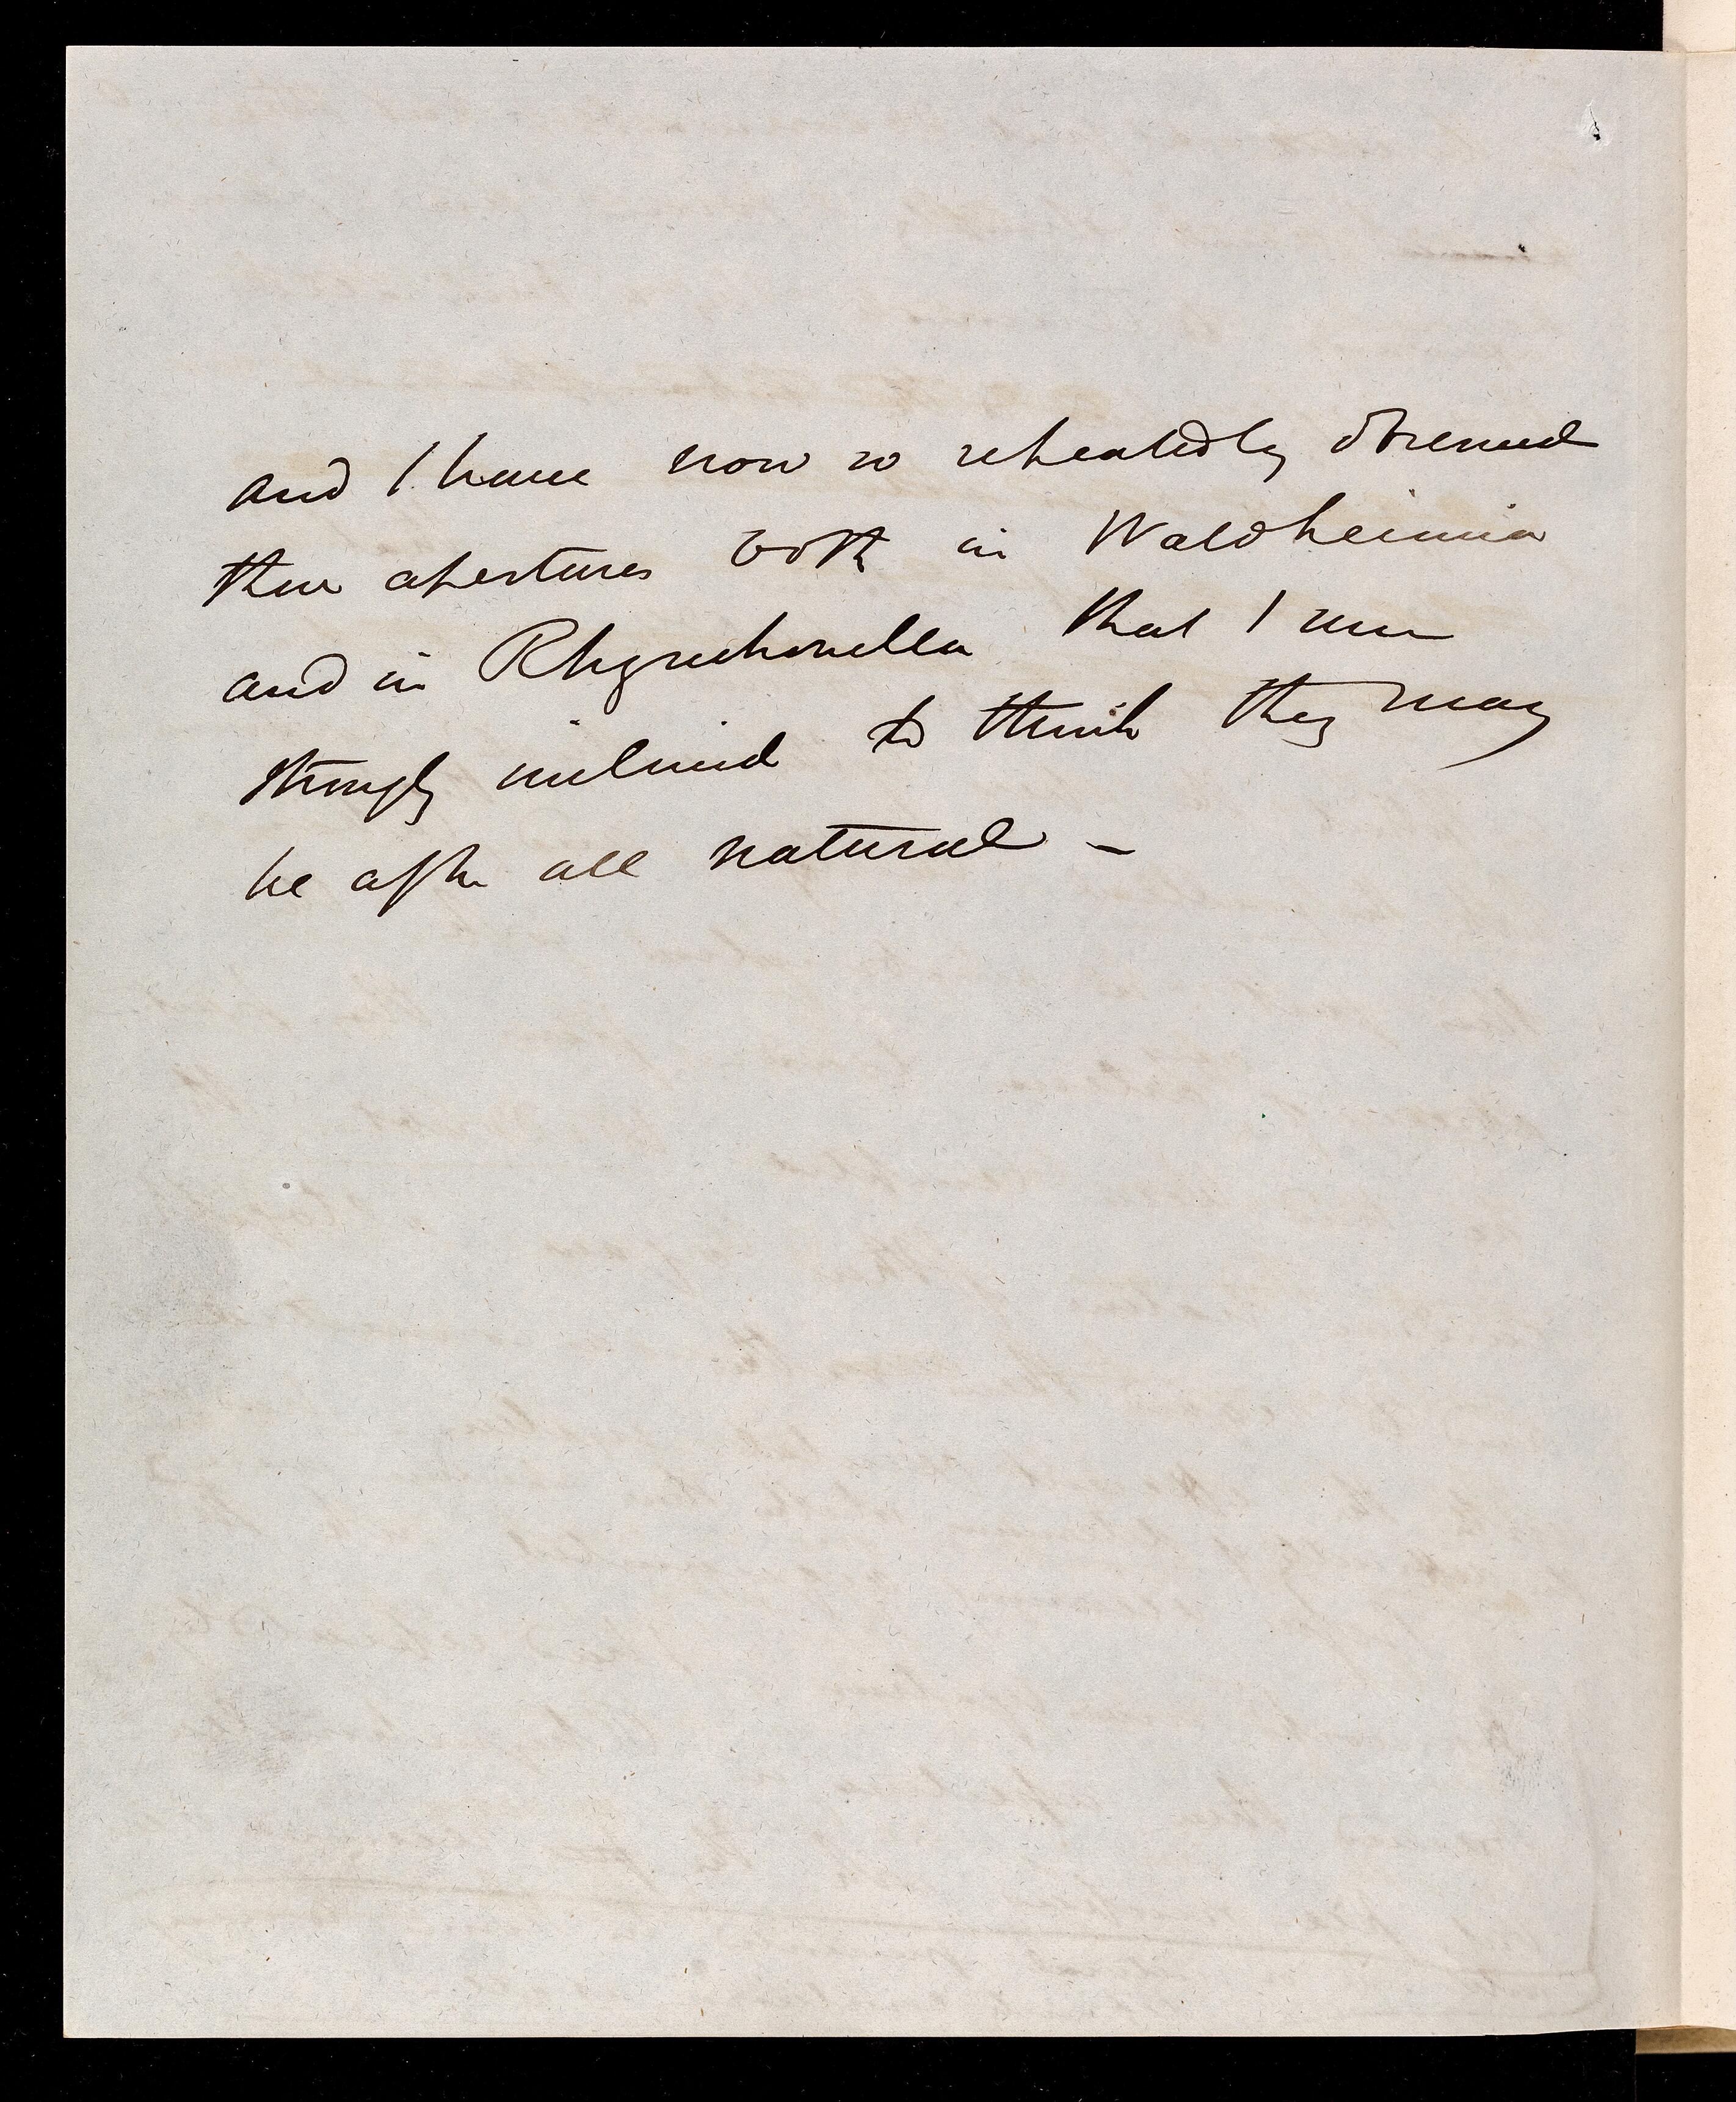 and I have now so repeatedly observed
these apertures both in Waldheimia
and in Rhynchonella that I am
strongly inclined to think they may
be after all natural –